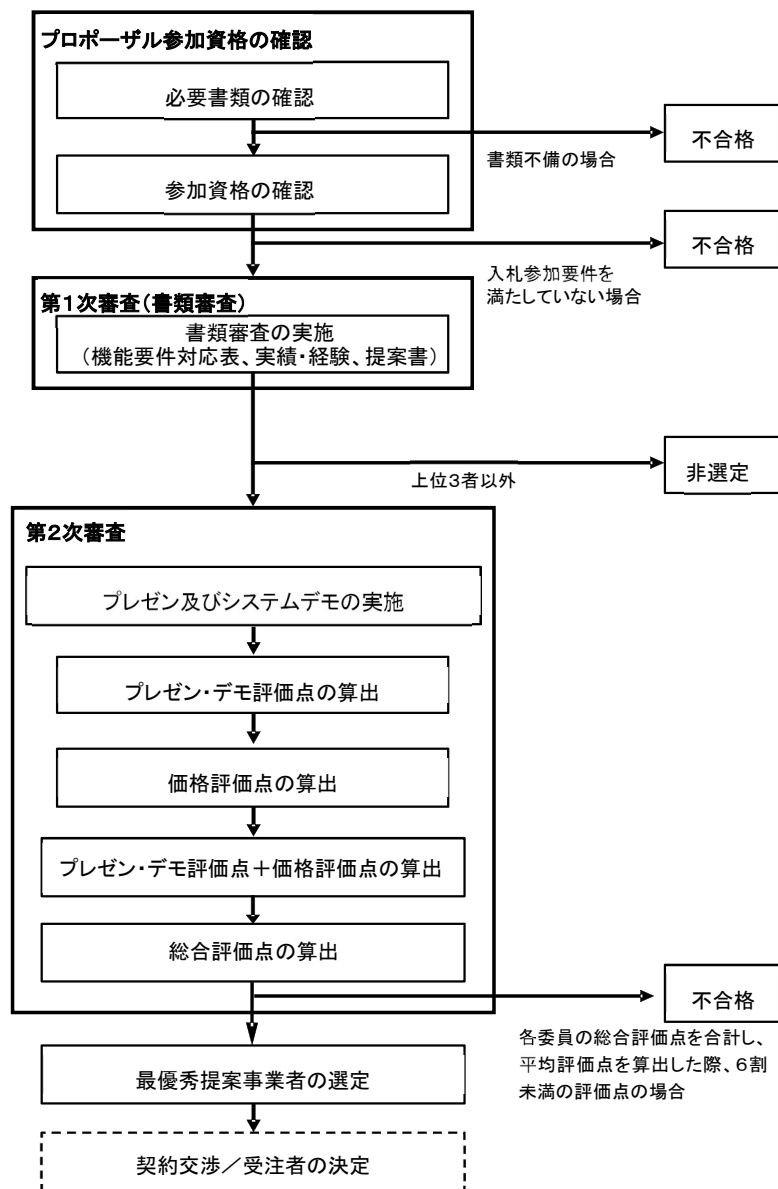 プロポーザル参加資格の確認
必要書類の確認
不合格
書類不備の場合
参加資格の確認
不合格
入札参加要件を
満たしていない場合
第1次審査(書類審査)
書類審査の実施
(機能要件対応表、実績・経験、提案書)
非選定
上位3者以外
第2次審査
プレゼン及びシステムデモの実施
プレゼン・デモ評価点の算出
価格評価点の算出
プレゼン・デモ評価点+価格評価点の算出
総合評価点の算出
不合格
各委員の総合評価点を合計し、
平均評価点を算出した際、6割
未満の評価点の場合
最優秀提案事業者の選定
契約交渉/受注者の決定